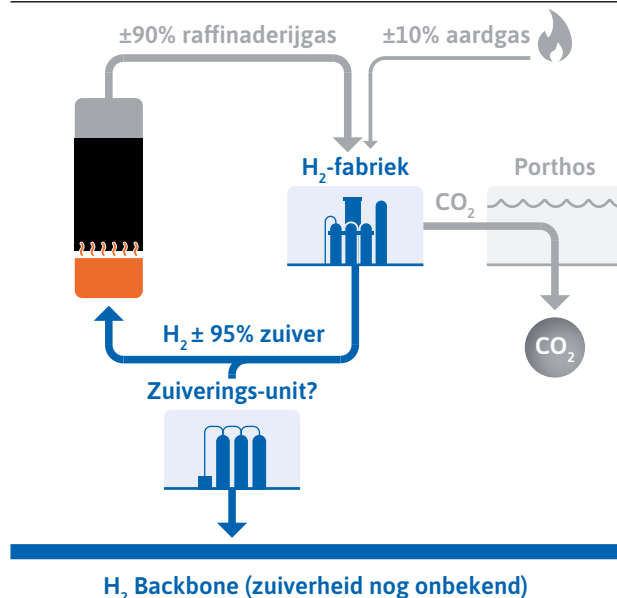 ±90% raffinaderijgas
±10% aardgas
H₂-fabriek
Porthos
CO₂
H₂ ± 95% zuiver
CO₂
Zuiverings-unit?
H₂ Backbone (zuiverheid nog onbekend)